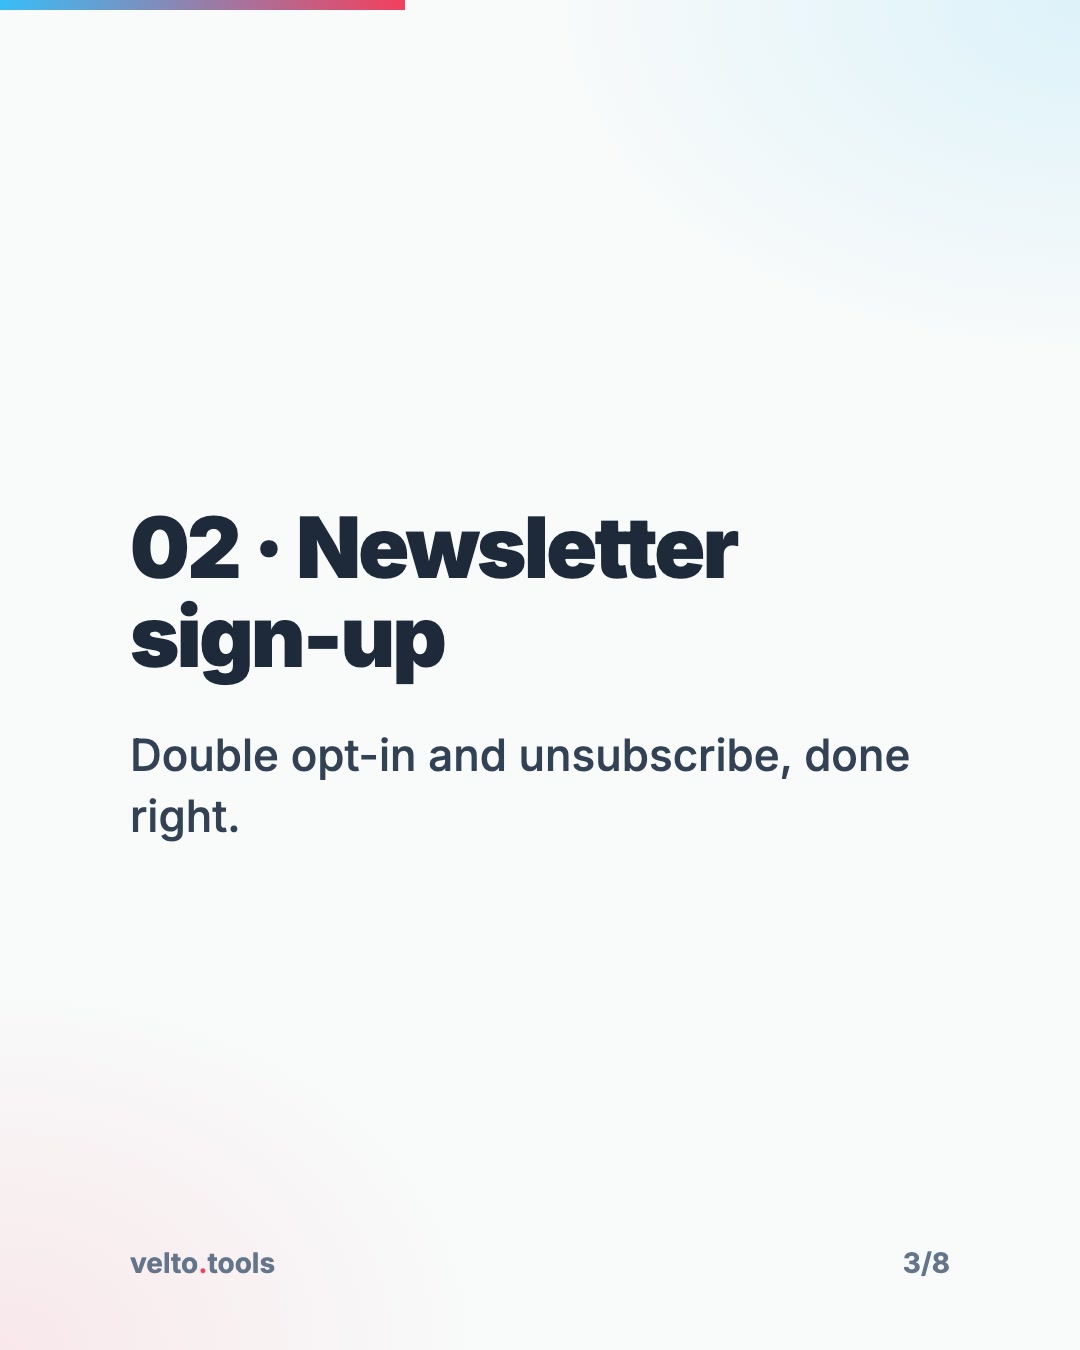 02 · Newsletter
sign-up
Double opt-in and unsubscribe, done
right.
velto.tools
3/8